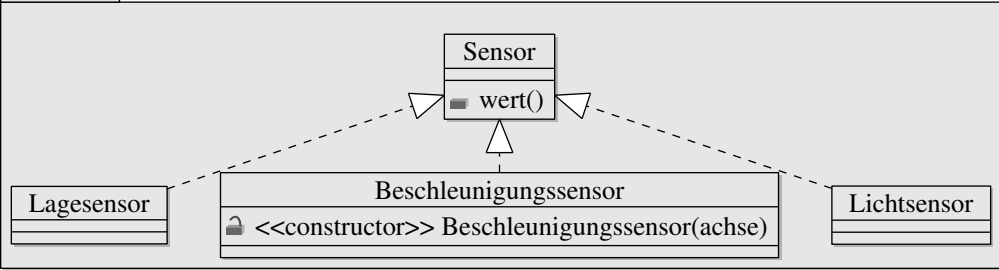 Sensor
wert()
Lagesensor
Beschleunigungssensor
<<constructor>> Beschleunigungssensor(achse)
Lichtsensor